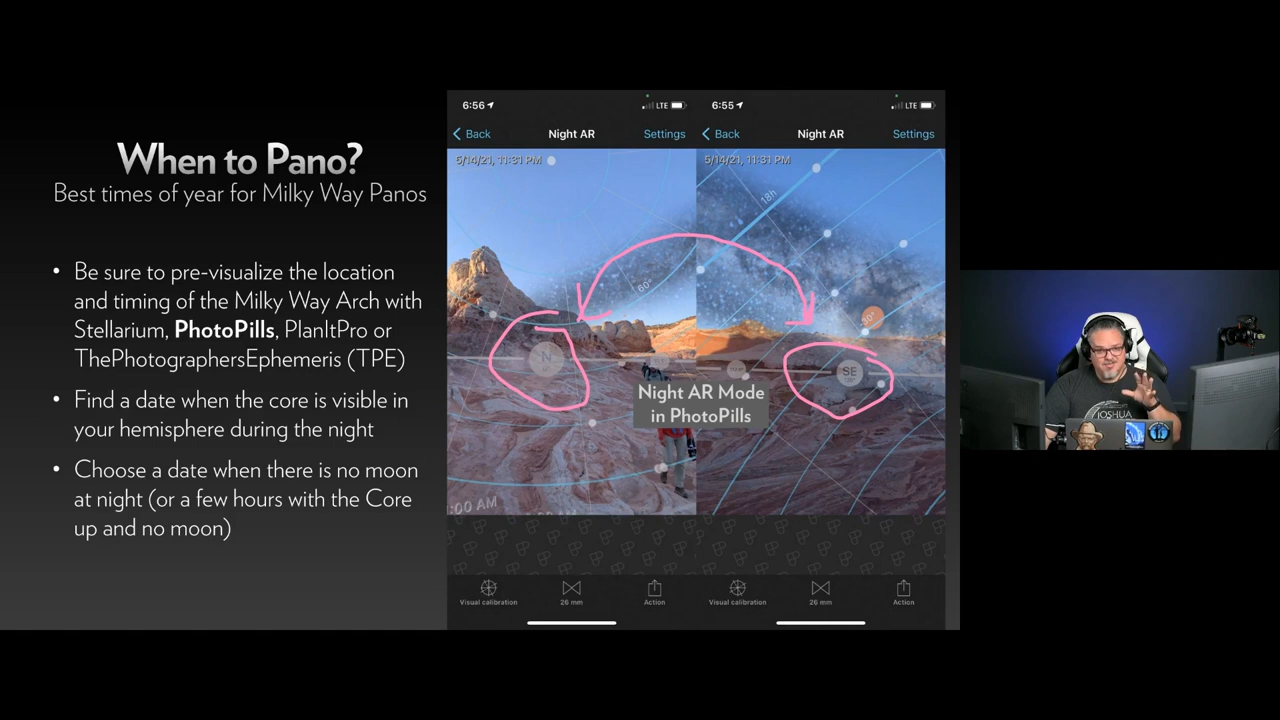 When to Pano?
Best times of year for Milky Way Panos
• Be sure to pre-visualize the location
and timing of the Milky Way Arch with
Stellarium, PhotoPills, PlanItPro or
ThePhotographersEphemeris (TPE)
• Find a date when the core is visible in
your hemisphere during the night
• Choose a date when there is no moon
at night (or a few hours with the Core
up and no moon)
6:56
LTE
Back
Night AR
Settings
5/14/21, 11:31 PM
60°
N
:00 AM
Visual calibration
26 mm
Action
6:55
LTE
Back
Night AR
Settings
5/14/21, 11:31 PM
18h
SE
Night AR Mode
in PhotoPills
Visual calibration
26 mm
Action
JOSHUA